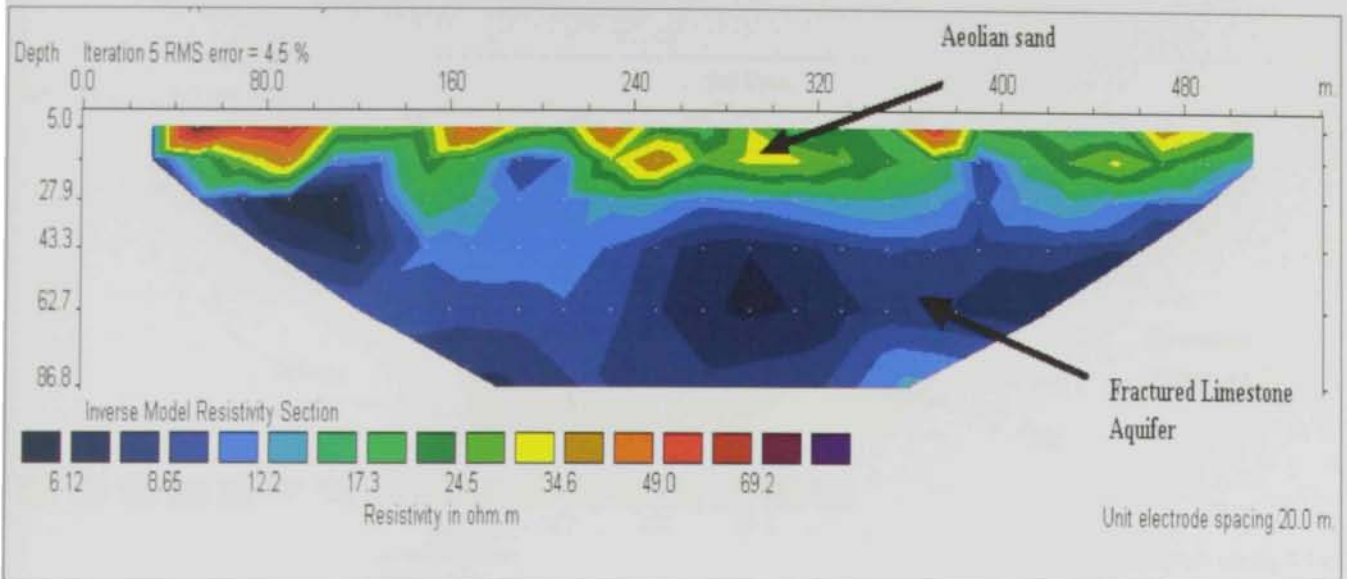 Aeolian sand
Depth Iteration 5 RMS error = 4.5 %
0.0 80.0 160 240 320 400 480 m.
5.0
27.9
43.3
62.7
86.8
Fractured Limestone
Aquifer
Inverse Model Resistivity Section
6.12 8.65 12.2 17.3 24.5 34.6 49.0 69.2
Resistivity in ohm.m
Unit electrode spacing 20.0 m.